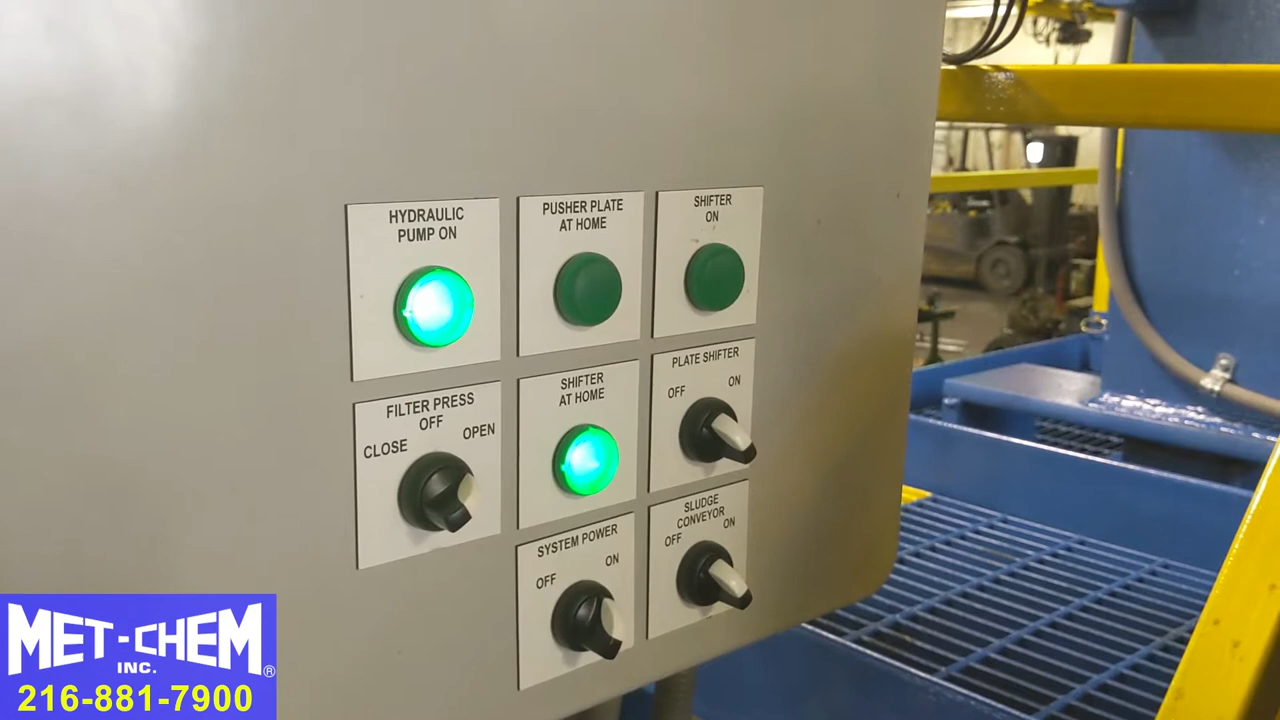 HYDRAULIC
PUMP ON
PUSHER PLATE
AT HOME
SHIFTER
ON
FILTER PRESS
OFF
CLOSE
OPEN
SHIFTER
AT HOME
PLATE SHIFTER
OFF
ON
SYSTEM POWER
OFF
ON
SLUDGE
CONVEYOR
OFF
ON
MET-CHEM
INC.
®
216-881-7900